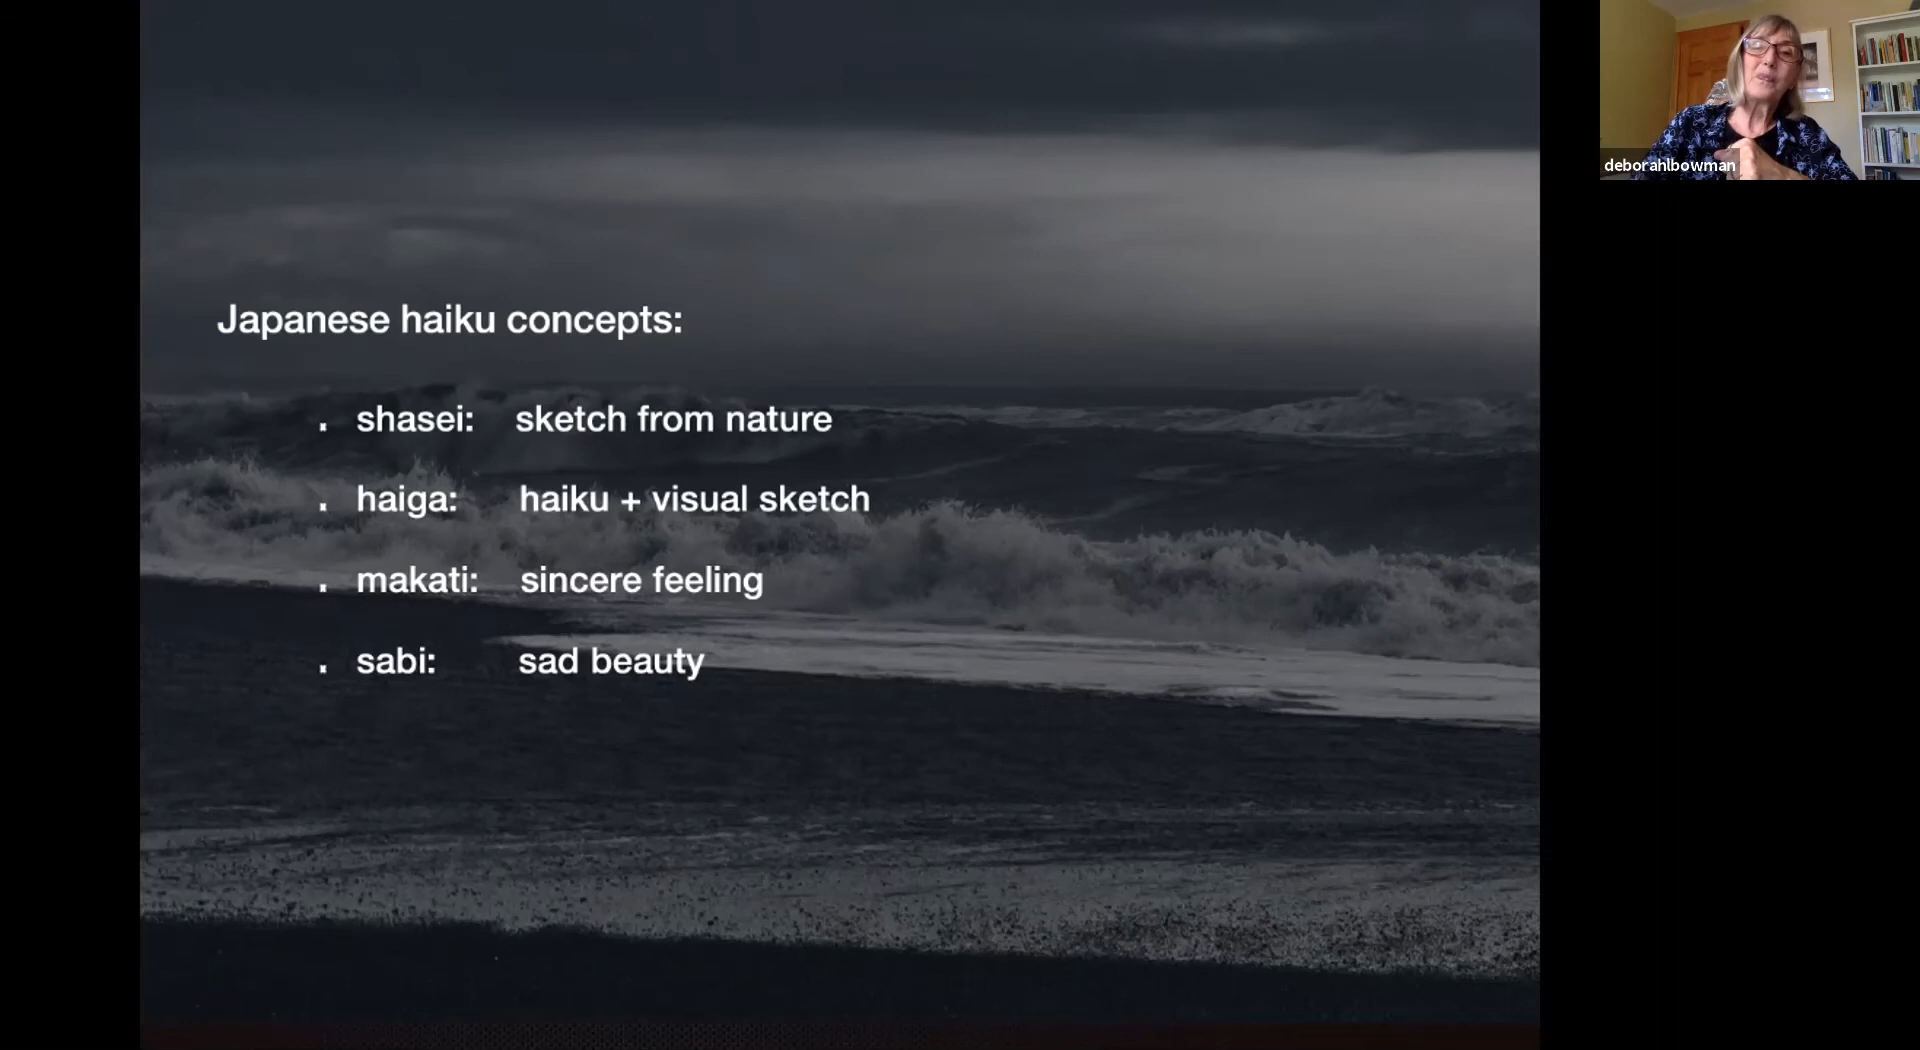 Japanese haiku concepts:
. shasei: sketch from nature
. haiga: haiku + visual sketch
. makati: sincere feeling
. sabi: sad beauty
deborahlbowman